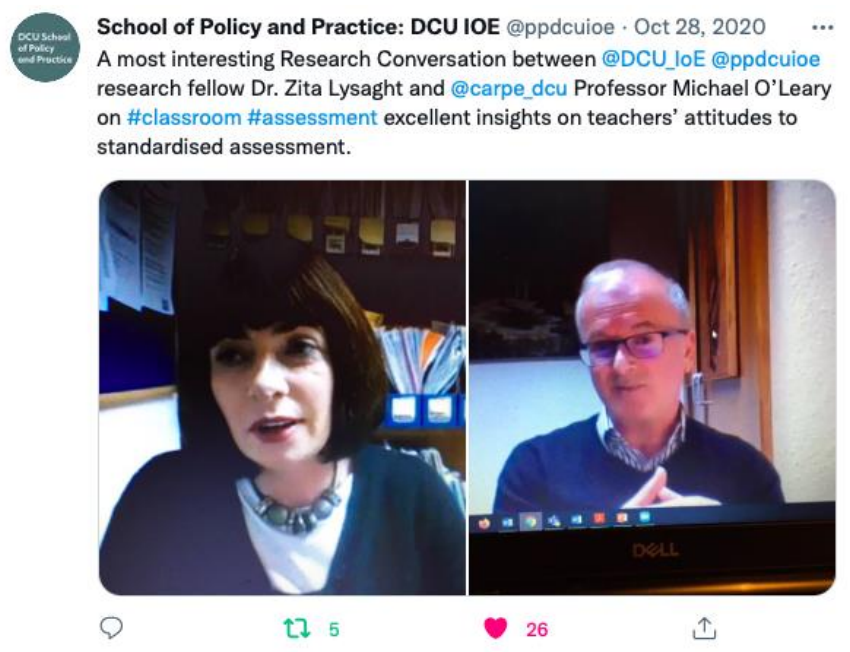 DCU School
of Policy
and Practice
School of Policy and Practice: DCU IOE @ppdcuioe · Oct 28, 2020
A most interesting Research Conversation between @DCU_IoE @ppdcuioe
research fellow Dr. Zita Lysaght and @carpe_dcu Professor Michael O'Leary
on #classroom #assessment excellent insights on teachers' attitudes to
standardised assessment.
DELL
5
26